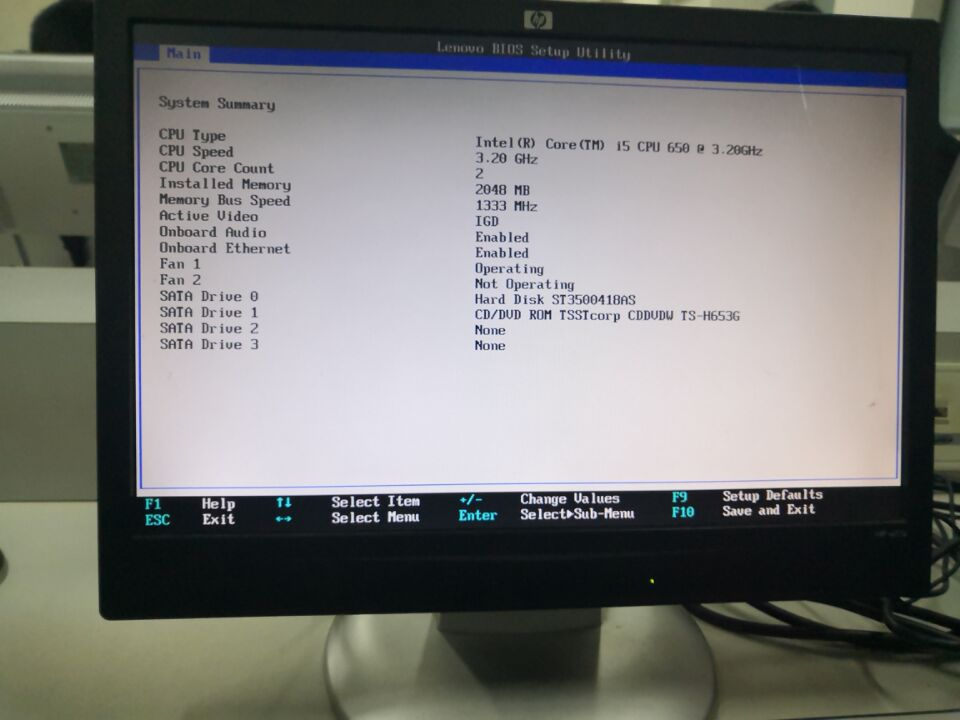 hp
Lenovo BIOS Setup Utility
Main
System Summary
CPU Type Intel(R) Core(TM) i5 CPU 650 @ 3.20GHz
CPU Speed 3.20 GHz
CPU Core Count 2
Installed Memory 2048 MB
Memory Bus Speed 1333 MHz
Active Video IGD
Onboard Audio Enabled
Onboard Ethernet Enabled
Fan 1 Operating
Fan 2 Not Operating
SATA Drive 0 Hard Disk ST3500418AS
SATA Drive 1 CD/DVD ROM TSSTcorp CDDVDW TS-H653G
SATA Drive 2 None
SATA Drive 3 None
F1 Help ↑↓ Select Item +/- Change Values F9 Setup Defaults
ESC Exit ←→ Select Menu Enter Select▶Sub-Menu F10 Save and Exit